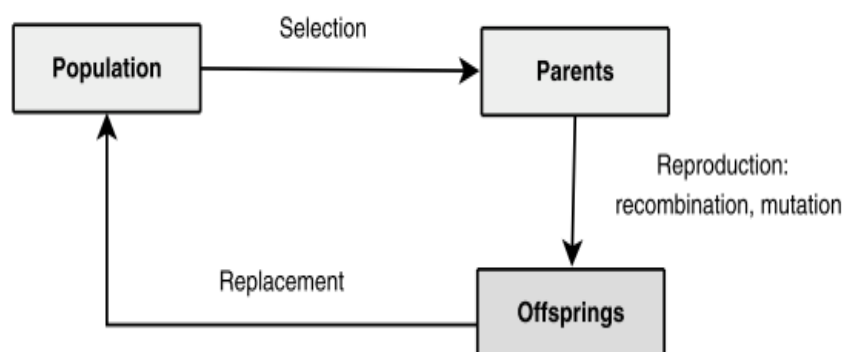 Selection
Population
Parents
Reproduction:
recombination, mutation
Replacement
Offsprings